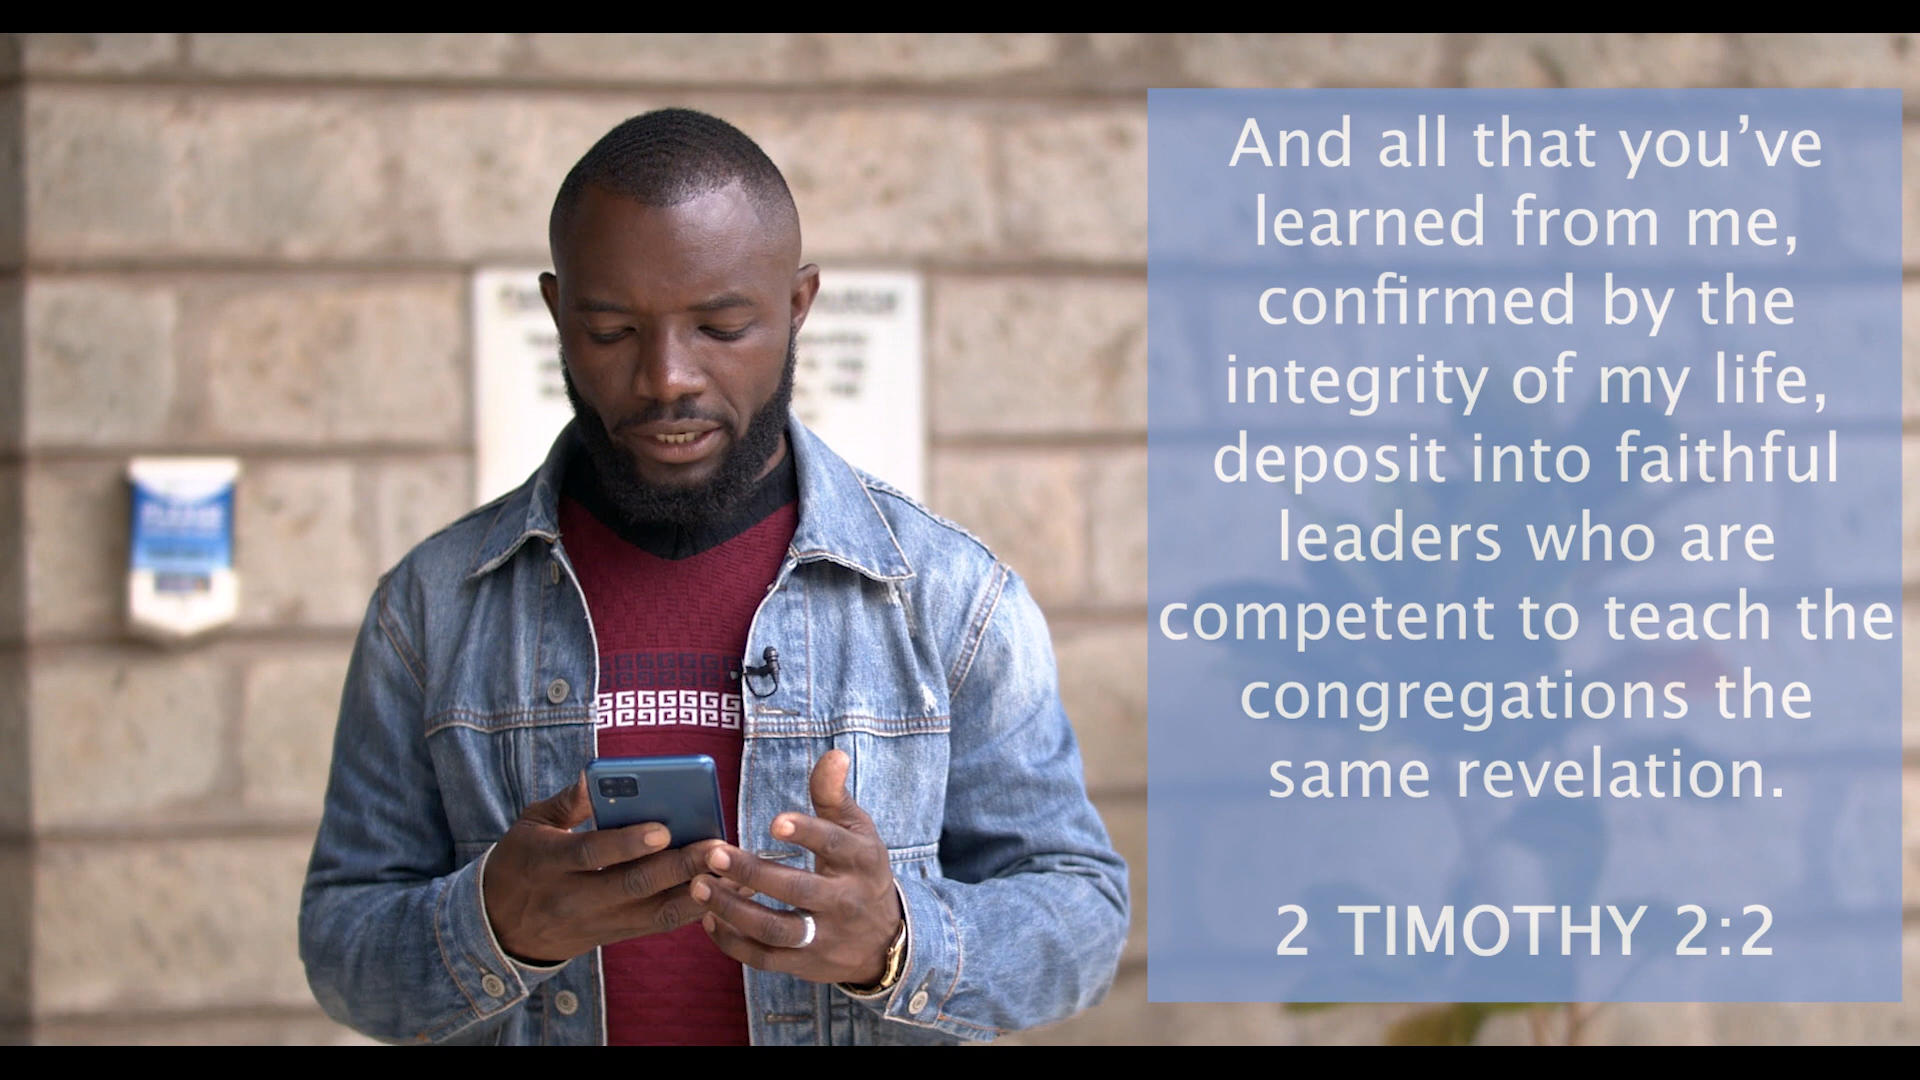 And all that you’ve
learned from me,
confirmed by the
integrity of my life,
deposit into faithful
leaders who are
competent to teach the
congregations the
same revelation.
2 TIMOTHY 2:2